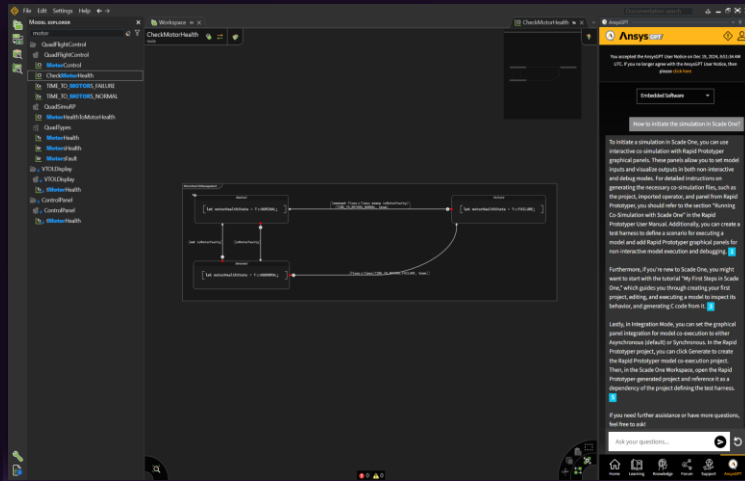 File Edit Settings Help
Documentation search
MODEL EXPLORER
motor
QuadFlightControl
QuadFlightControl
MotorControl
CheckMotorHealth
TIME_TO_MOTORS_FAILURE
TIME_TO_MOTORS_NORMAL
QuadSimuRP
MotorHealthToMotorHealth
QuadTypes
MotorHealth
MotorsHealth
MotorsFault
VTOLDisplay
VTOLDisplay
tMotorHealth
ControlPanel
ControlPanel
tMotorHealth
Workspace
CheckMotorHealth
CheckMotorHealth
0 0
AnsysGPT
Ansys GPT
You accepted the AnsysGPT User Notice on Dec 15, 2024, 8:51:34 AM
UTC. If you no longer agree with the AnsysGPT User Notice, then
please click here
Embedded Software
How to initiate the simulation in Scade One?
To initiate a simulation in Scade One, you can use
interactive co-simulation with Rapid Prototyper
graphical panels. These panels allow you to set model
inputs and visualize outputs in both non-interactive
and debug modes. For detailed instructions on
generating the necessary co-simulation files, such as
the project, imported operator, and panel from Rapid
Prototyper, you should refer to the section "Running
Co-Simulation with Scade One" in the Rapid
Prototyper User Manual. Additionally, you can create a
test harness to define a scenario for executing a
model and add Rapid Prototyper graphical panels for
non-interactive model execution and debugging.
Furthermore, if you're new to Scade One, you might
want to start with the tutorial "My First Steps in Scade
One," which guides you through creating your first
project, editing, and executing a model to inspect its
behavior, and generating C code from it.
Lastly, in Integration Mode, you can set the graphical
panel integration for model co-execution to either
Asynchronous (default) or Synchronous. In the Rapid
Prototyper project, you can click Generate to create
the Rapid Prototyper model co-execution project.
Then, in the Scade One Workspace, open the Rapid
Prototyper-generated project and reference it as a
dependency of the project defining the test harness.
If you need further assistance or have more questions,
feel free to ask!
Ask your questions...
Home Learning Knowledge Forum Support AnsysGPT